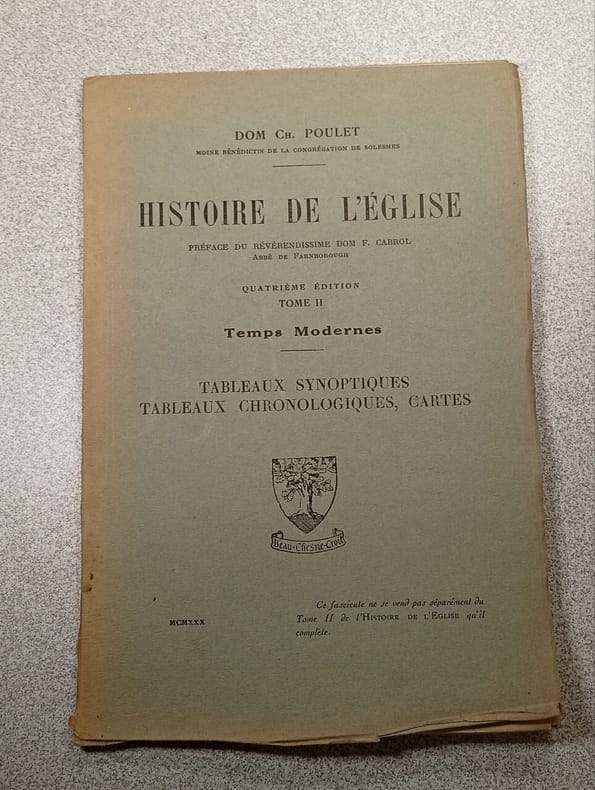 DOM CH. POULET
MOINE BÉNÉDICTIN DE LA CONGRÉGATION DE SOLESMES
HISTOIRE DE L'ÉGLISE
PRÉFACE DU RÉVÉRENDISSIME DOM F. CABROL
ABBÉ DE FARNBOROUGH
QUATRIÈME ÉDITION
TOME II
Temps Modernes
TABLEAUX SYNOPTIQUES
TABLEAUX CHRONOLOGIQUES, CARTES
Beau-Chesne-Croit
MCMXXX
Ce fascicule ne se vend pas séparément du
Tome II de l'HISTOIRE DE L'EGLISE qu'il
complète.